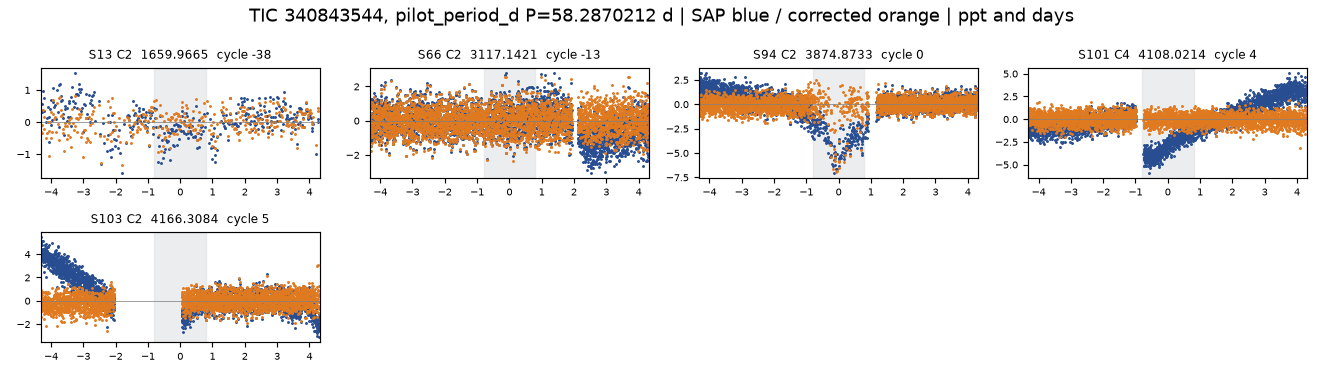 TIC 340843544, pilot_period_d P=58.2870212 d | SAP blue / corrected orange | ppt and days
S13 C2 1659.9665 cycle -38
S66 C2 3117.1421 cycle -13
S94 C2 3874.8733 cycle 0
S101 C4 4108.0214 cycle 4
1
0
−1
2
0
−2
2.5
0.0
−2.5
−5.0
−7.5
5.0
2.5
0.0
−2.5
−5.0
−4 −3 −2 −1 0 1 2 3 4
−4 −3 −2 −1 0 1 2 3 4
−4 −3 −2 −1 0 1 2 3 4
−4 −3 −2 −1 0 1 2 3 4
S103 C2 4166.3084 cycle 5
4
2
0
−2
−4 −3 −2 −1 0 1 2 3 4